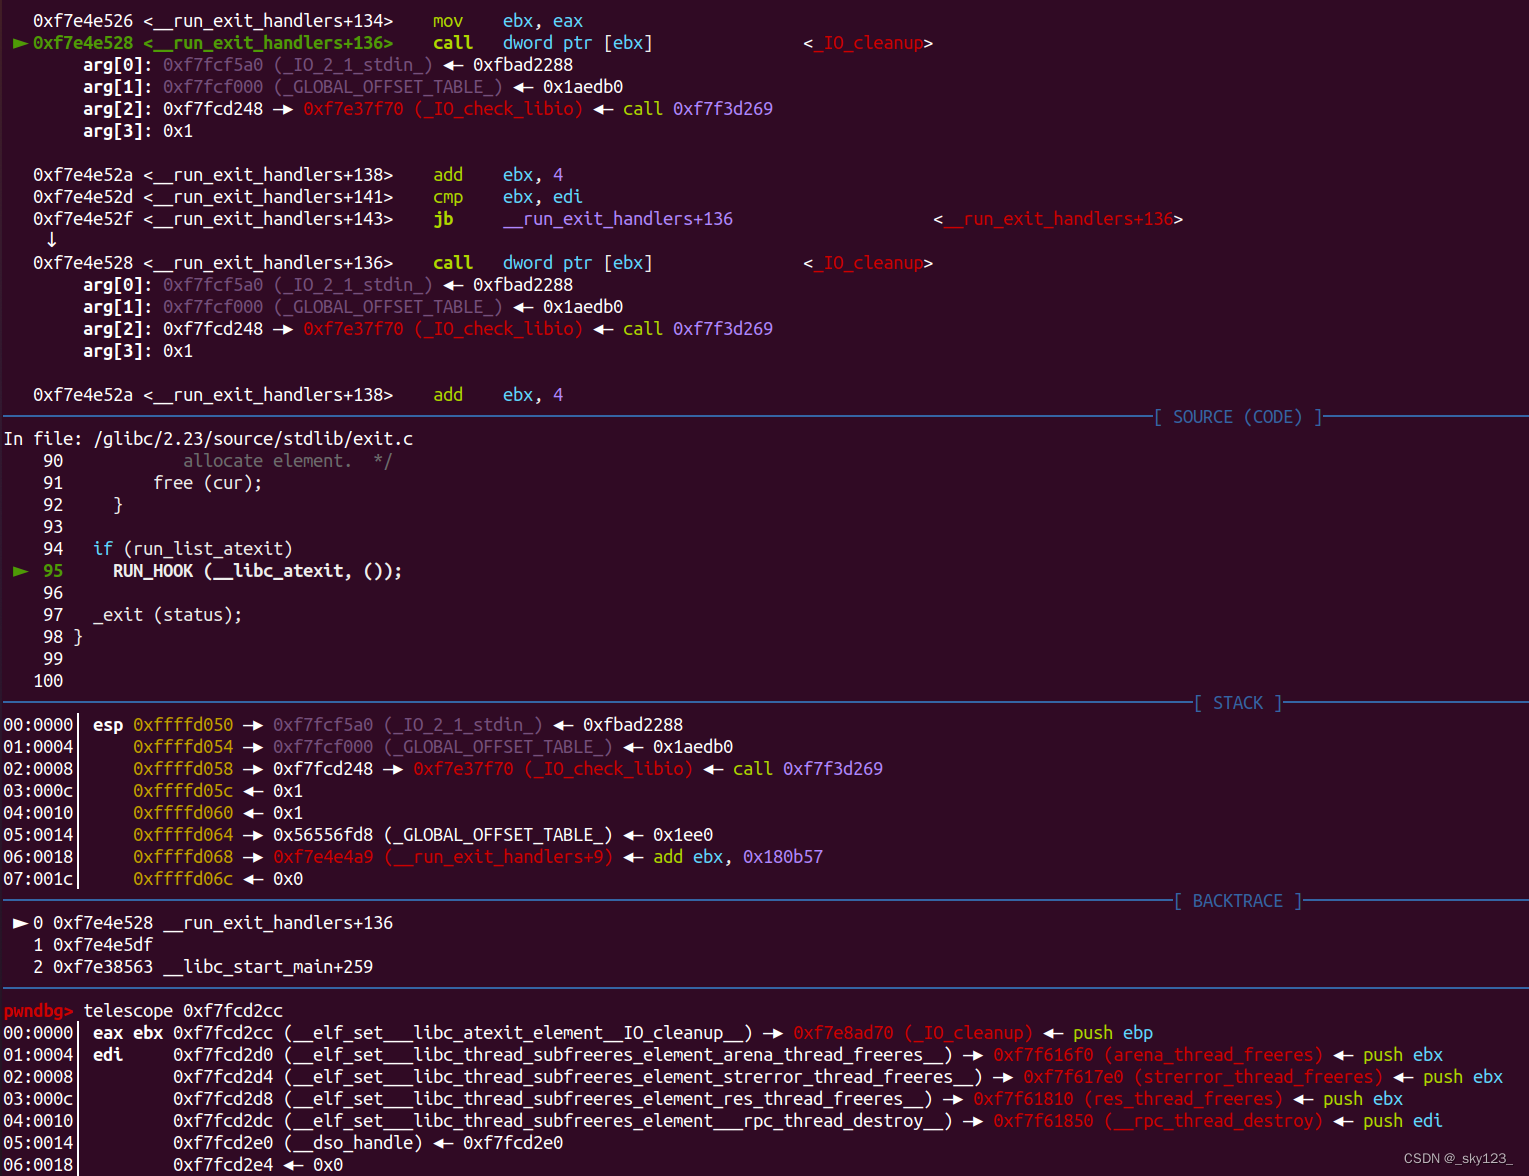 0xf7e4e526 <__run_exit_handlers+134>    mov    ebx, eax
► 0xf7e4e528 <__run_exit_handlers+136>    call   dword ptr [ebx]               <_IO_cleanup>
arg[0]: 0xf7fcf5a0 (_IO_2_1_stdin_) ◂— 0xfbad2288
arg[1]: 0xf7fcf000 (_GLOBAL_OFFSET_TABLE_) ◂— 0x1aedb0
arg[2]: 0xf7fcd248 —▸ 0xf7e37f70 (_IO_check_libio) ◂— call 0xf7f3d269
arg[3]: 0x1
0xf7e4e52a <__run_exit_handlers+138>    add    ebx, 4
0xf7e4e52d <__run_exit_handlers+141>    cmp    ebx, edi
0xf7e4e52f <__run_exit_handlers+143>    jb     __run_exit_handlers+136                    <__run_exit_handlers+136>
↓
0xf7e4e528 <__run_exit_handlers+136>    call   dword ptr [ebx]               <_IO_cleanup>
arg[0]: 0xf7fcf5a0 (_IO_2_1_stdin_) ◂— 0xfbad2288
arg[1]: 0xf7fcf000 (_GLOBAL_OFFSET_TABLE_) ◂— 0x1aedb0
arg[2]: 0xf7fcd248 —▸ 0xf7e37f70 (_IO_check_libio) ◂— call 0xf7f3d269
arg[3]: 0x1
0xf7e4e52a <__run_exit_handlers+138>    add    ebx, 4
[ SOURCE (CODE) ]
In file: /glibc/2.23/source/stdlib/exit.c
90             allocate element.  */
91          free (cur);
92      }
93
94    if (run_list_atexit)
► 95      RUN_HOOK (__libc_atexit, ());
96
97    _exit (status);
98 }
99
100
[ STACK ]
00:0000│ esp 0xffffd050 —▸ 0xf7fcf5a0 (_IO_2_1_stdin_) ◂— 0xfbad2288
01:0004│     0xffffd054 —▸ 0xf7fcf000 (_GLOBAL_OFFSET_TABLE_) ◂— 0x1aedb0
02:0008│     0xffffd058 —▸ 0xf7fcd248 —▸ 0xf7e37f70 (_IO_check_libio) ◂— call 0xf7f3d269
03:000c│     0xffffd05c ◂— 0x1
04:0010│     0xffffd060 ◂— 0x1
05:0014│     0xffffd064 —▸ 0x56556fd8 (_GLOBAL_OFFSET_TABLE_) ◂— 0x1ee0
06:0018│     0xffffd068 —▸ 0xf7e4e4a9 (__run_exit_handlers+9) ◂— add ebx, 0x180b57
07:001c│     0xffffd06c ◂— 0x0
[ BACKTRACE ]
► 0 0xf7e4e528 __run_exit_handlers+136
1 0xf7e4e5df
2 0xf7e38563 __libc_start_main+259
pwndbg> telescope 0xf7fcd2cc
00:0000│ eax ebx 0xf7fcd2cc (__elf_set___libc_atexit_element__IO_cleanup__) —▸ 0xf7e8ad70 (_IO_cleanup) ◂— push ebp
01:0004│ edi     0xf7fcd2d0 (__elf_set___libc_thread_subfreeres_element_arena_thread_freeres__) —▸ 0xf7f616f0 (arena_thread_freeres) ◂— push ebx
02:0008│         0xf7fcd2d4 (__elf_set___libc_thread_subfreeres_element_strerror_thread_freeres__) —▸ 0xf7f617e0 (strerror_thread_freeres) ◂— push ebx
03:000c│         0xf7fcd2d8 (__elf_set___libc_thread_subfreeres_element_res_thread_freeres__) —▸ 0xf7f61810 (res_thread_freeres) ◂— push ebx
04:0010│         0xf7fcd2dc (__elf_set___libc_thread_subfreeres_element___rpc_thread_destroy__) —▸ 0xf7f61850 (__rpc_thread_destroy) ◂— push edi
05:0014│         0xf7fcd2e0 (__dso_handle) ◂— 0xf7fcd2e0
06:0018│         0xf7fcd2e4 ◂— 0x0
CSDN @_sky123_